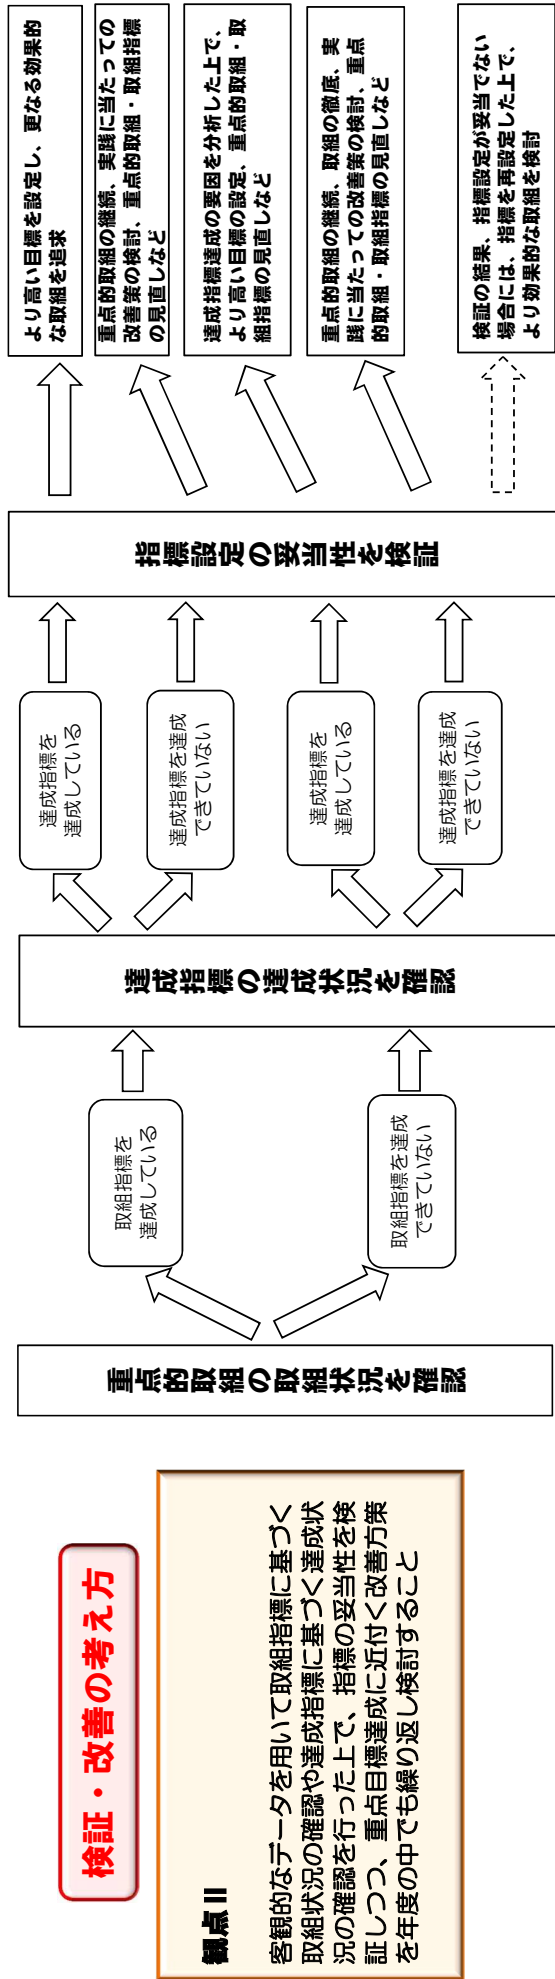 検証・改善の考え方
観点Ⅱ
客観的なデータを用いて取組指標に基づく
取組状況の確認や達成指標に基づく達成状
況の確認を行った上で、指標の妥当性を検
証しつつ、重点目標達成に近付く改善方策
を年度の中でも繰り返し検討すること
重点的取組の取組状況を確認
取組指標を
達成している
取組指標を達成
できていない
達成指標の達成状況を確認
達成指標を
達成している
達成指標を達成
できていない
達成指標を
達成している
達成指標を達成
できていない
指標設定の妥当性を検証
より高い目標を設定し、更なる効果的
な取組を追求
重点的取組の継続、実践に当たっての
改善策の検討、重点的取組・取組指標
の見直しなど
達成指標達成の要因を分析した上で、
より高い目標の設定、重点的取組・取
組指標の見直しなど
重点的取組の継続、取組の徹底、実
践に当たっての改善策の検討、重点
的取組・取組指標の見直しなど
検証の結果、指標設定が妥当でない
場合には、指標を再設定した上で、
より効果的な取組を検討